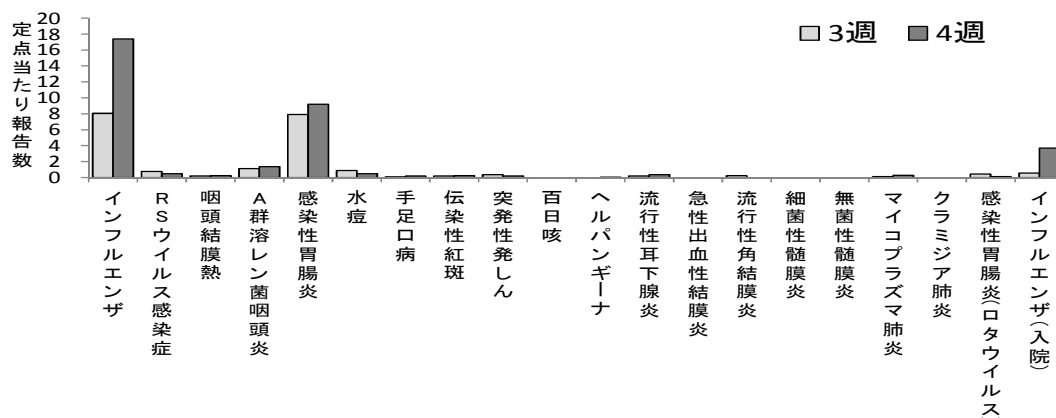 定点当たり報告数
20
18
16
14
12
10
8
6
4
2
0
3週
4週
インフルエンザ
RSウイルス感染症
咽頭結膜熱
A群溶レン菌咽頭炎
感染性胃腸炎
水痘
手足口病
伝染性紅斑
突発性発しん
百日咳
ヘルパンギーナ
流行性耳下腺炎
急性出血性結膜炎
流行性角結膜炎
細菌性髄膜炎
無菌性髄膜炎
マイコプラズマ肺炎
クラミジア肺炎
感染性胃腸炎(ロタウイルス
インフルエンザ(入院)